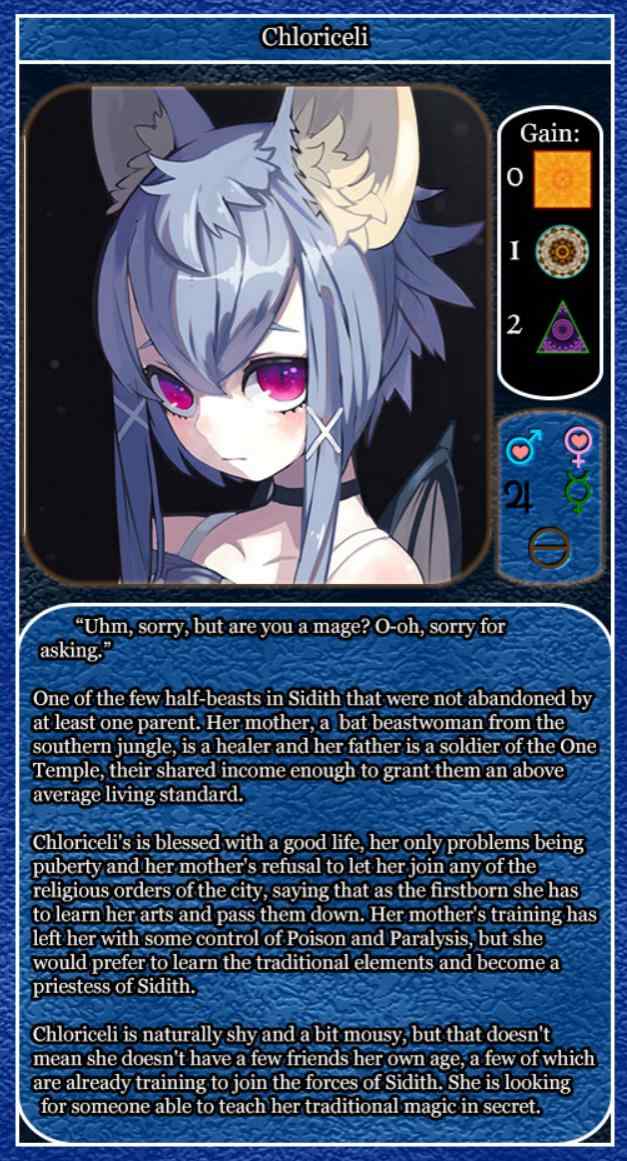 Chloriceli
Gain:
0
1
2
“Uhm, sorry, but are you a mage? O-oh, sorry for
asking.”
One of the few half-beasts in Sidith that were not abandoned by
at least one parent. Her mother, a bat beastwoman from the
southern jungle, is a healer and her father is a soldier of the One
Temple, their shared income enough to grant them an above
average living standard.
Chloriceli's is blessed with a good life, her only problems being
puberty and her mother's refusal to let her join any of the
religious orders of the city, saying that as the firstborn she has
to learn her arts and pass them down. Her mother's training has
left her with some control of Poison and Paralysis, but she
would prefer to learn the traditional elements and become a
priestess of Sidith.
Chloriceli is naturally shy and a bit mousy, but that doesn't
mean she doesn't have a few friends her own age, a few of which
are already training to join the forces of Sidith. She is looking
for someone able to teach her traditional magic in secret.